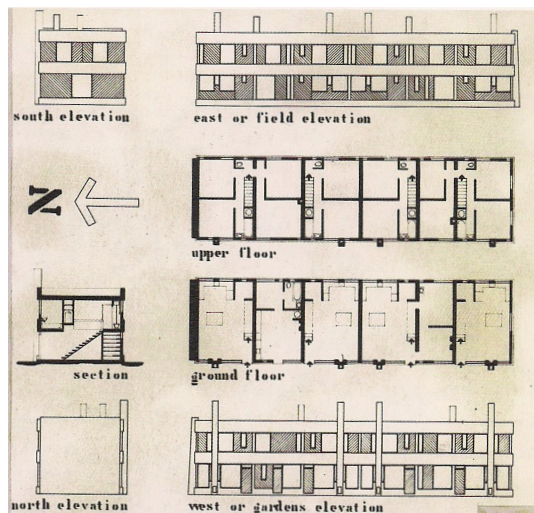 south elevation
east or field elevation
N
upper floor
section
ground floor
north elevation
west or gardens elevation